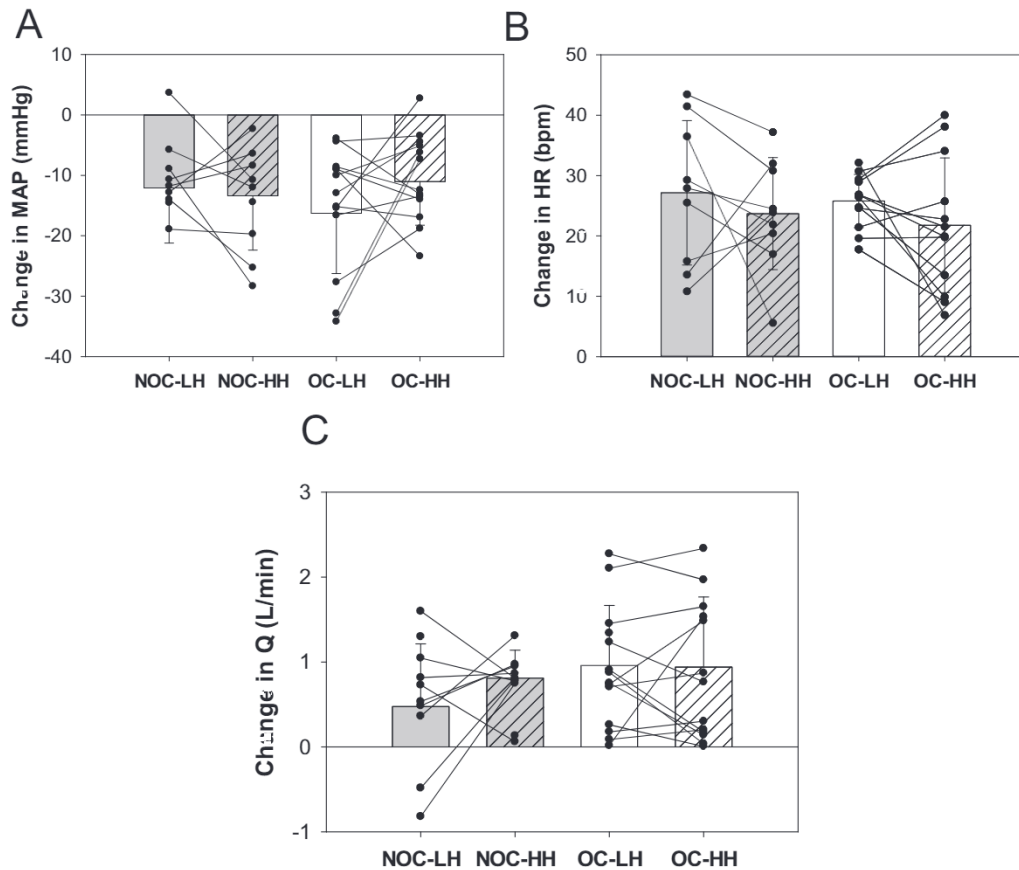 A
Change in MAP (mmHg)
10
0
-10
-20
-30
-40
NOC-LH NOC-HH OC-LH OC-HH
B
Change in HR (bpm)
50
40
30
20
10
0
NOC-LH NOC-HH OC-LH OC-HH
C
Change in Q (L/min)
3
2
1
0
-1
NOC-LH NOC-HH OC-LH OC-HH